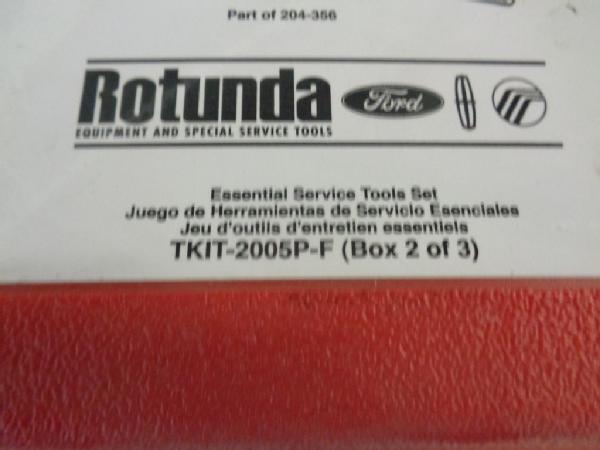 Part of 204-356
Rotunda
Ford
EQUIPMENT AND SPECIAL SERVICE TOOLS
Essential Service Tools Set
Juego de Herramientas de Servicio Esenciales
Jeu d'outils d'entretien essentiels
TKIT-2005P-F (Box 2 of 3)